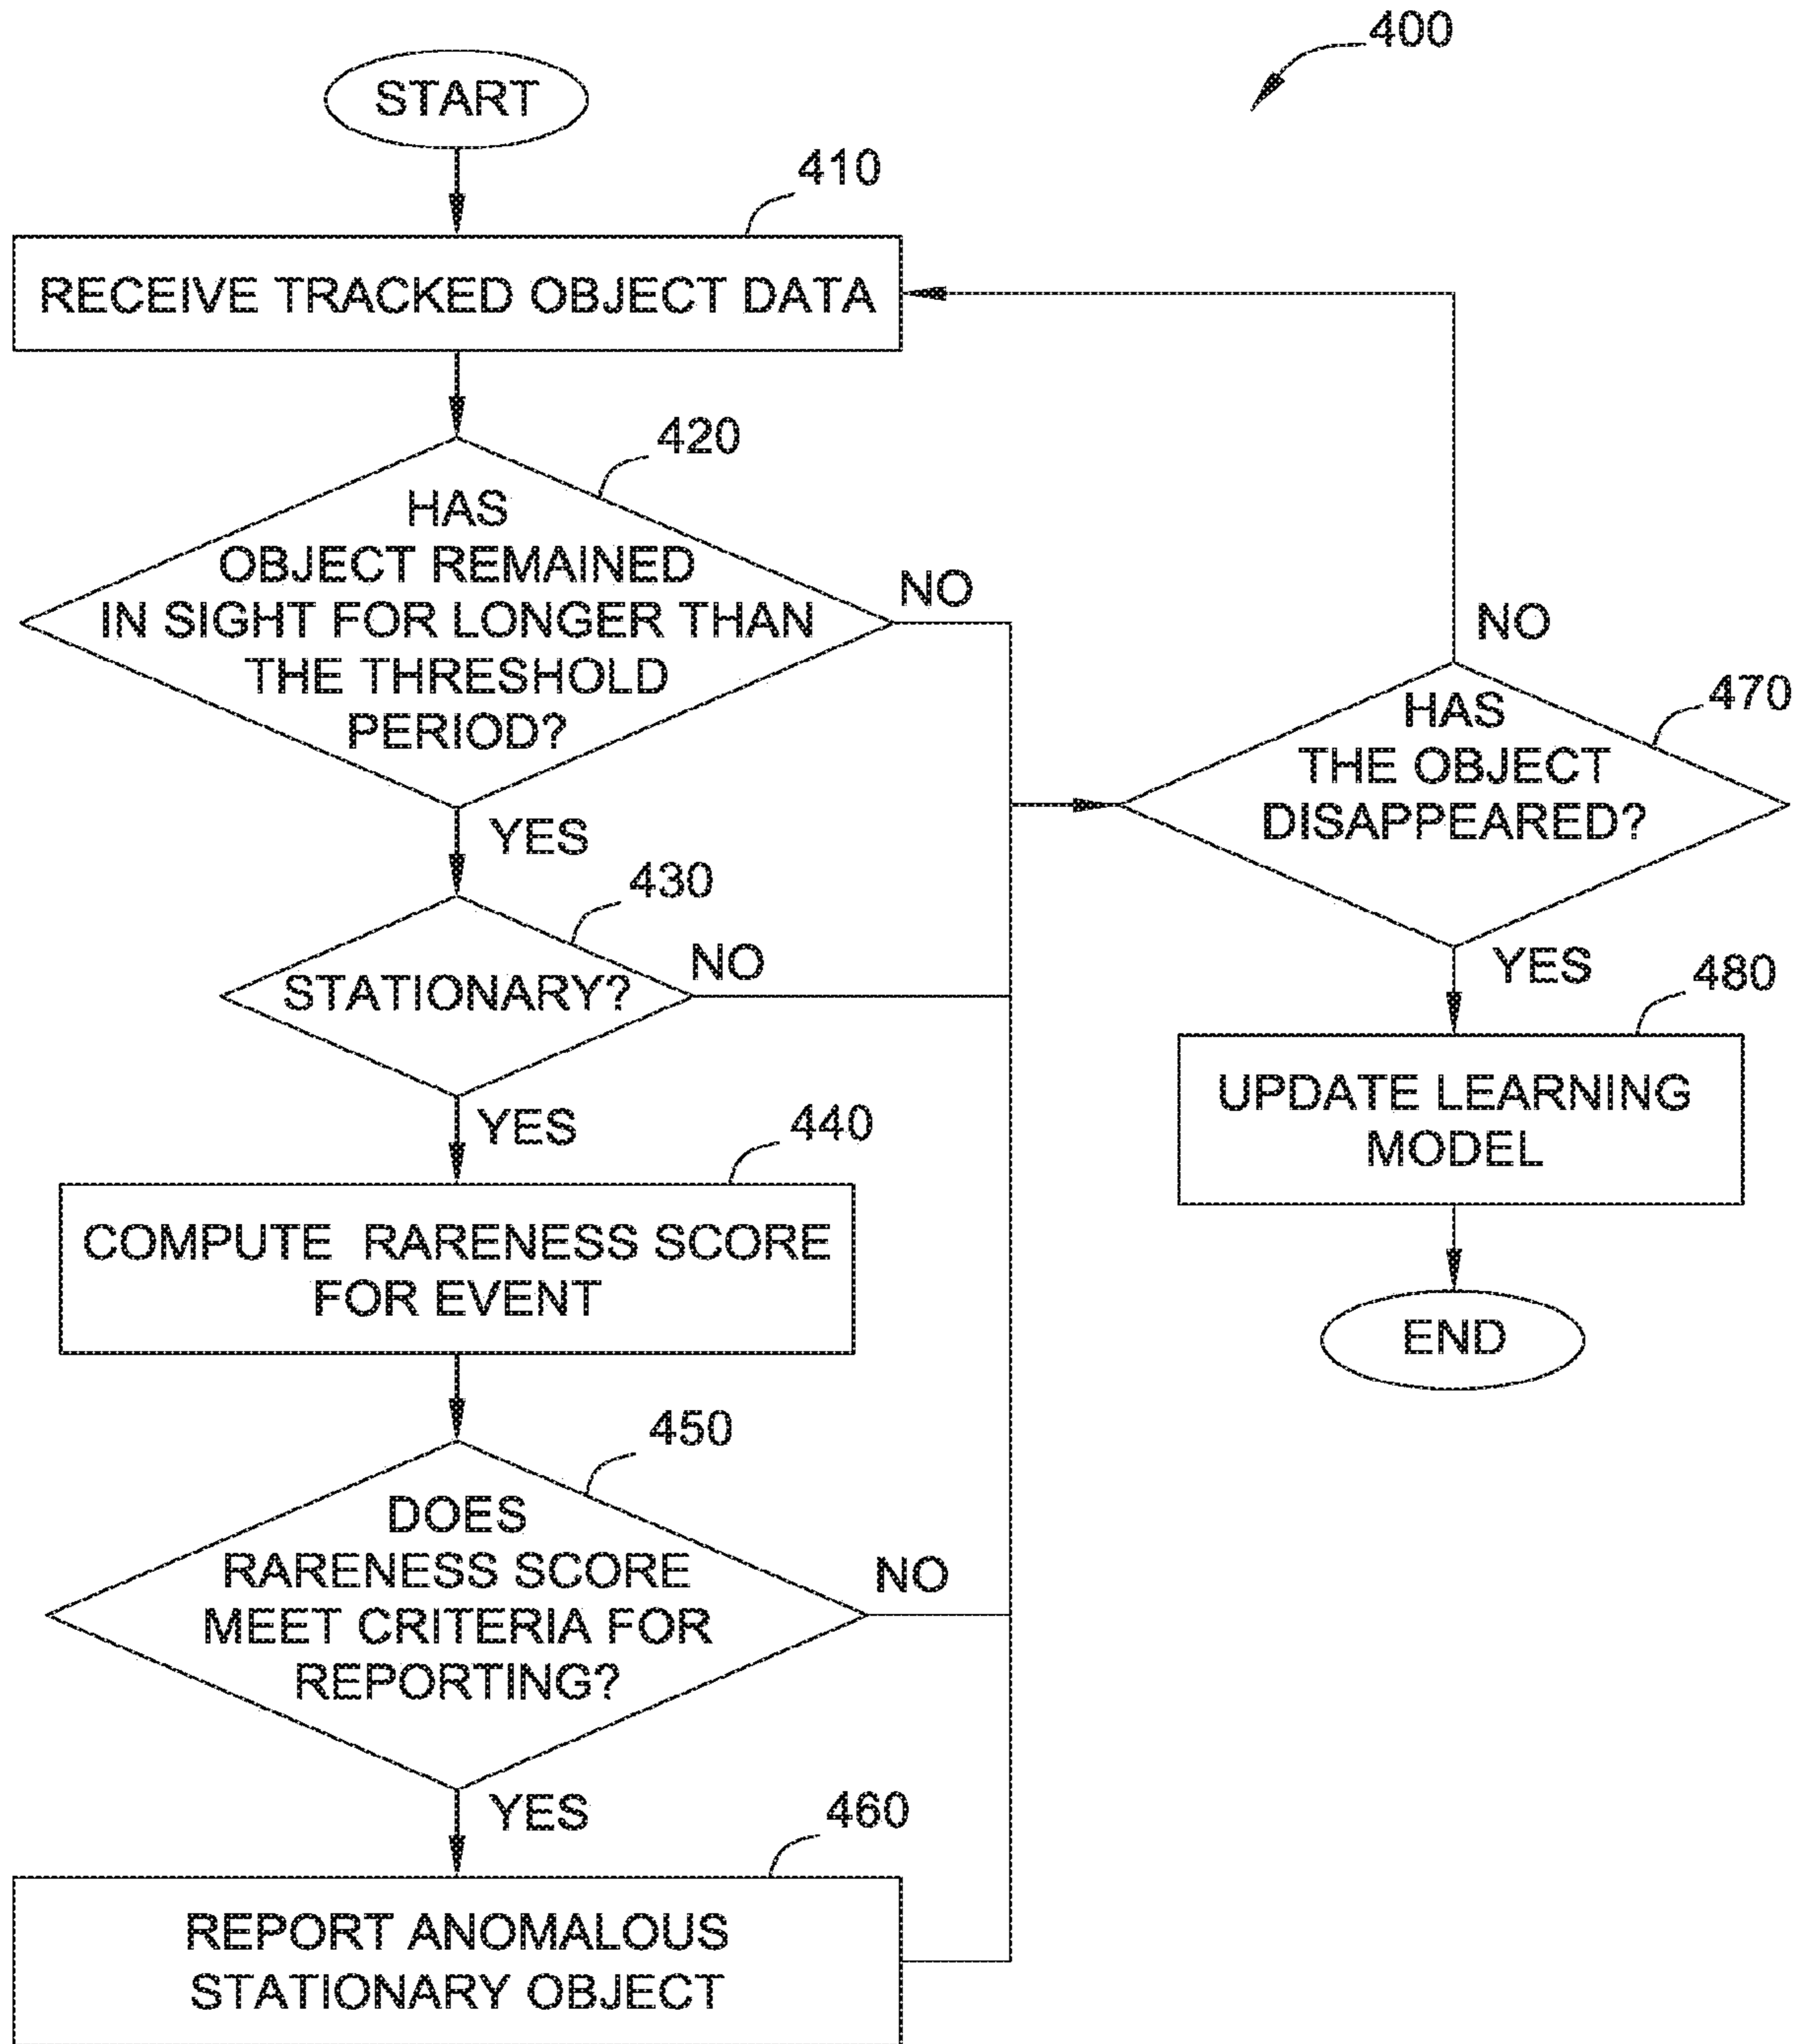 400
START
410
RECEIVE TRACKED OBJECT DATA
420
HAS
OBJECT REMAINED
IN SIGHT FOR LONGER THAN
THE THRESHOLD
PERIOD?
NO
YES
430
STATIONARY?
NO
YES
440
COMPUTE RARENESS SCORE
FOR EVENT
450
DOES
RARENESS SCORE
MEET CRITERIA FOR
REPORTING?
NO
YES
460
REPORT ANOMALOUS
STATIONARY OBJECT
NO
470
HAS
THE OBJECT
DISAPPEARED?
YES
480
UPDATE LEARNING
MODEL
END